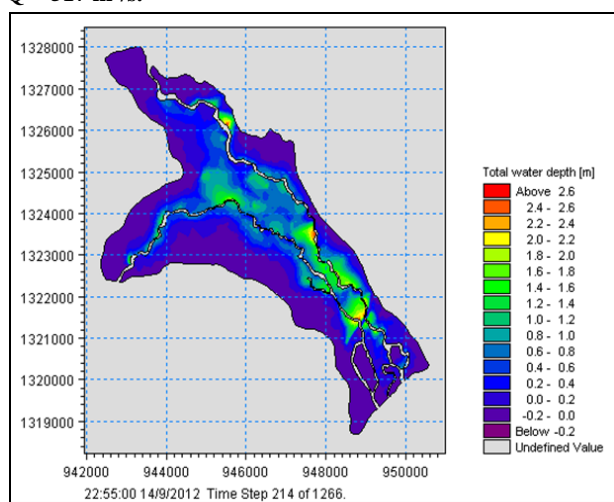 1328000
1327000
1326000
1325000
1324000
1323000
1322000
1321000
1320000
1319000
942000 944000 946000 948000 950000
22:55:00 14/9/2012 Time Step 214 of 1266.
Total water depth [m]
Above 2.6
2.4 - 2.6
2.2 - 2.4
2.0 - 2.2
1.8 - 2.0
1.6 - 1.8
1.4 - 1.6
1.2 - 1.4
1.0 - 1.2
0.8 - 1.0
0.6 - 0.8
0.4 - 0.6
0.2 - 0.4
0.0 - 0.2
-0.2 - 0.0
Below -0.2
Undefined Value